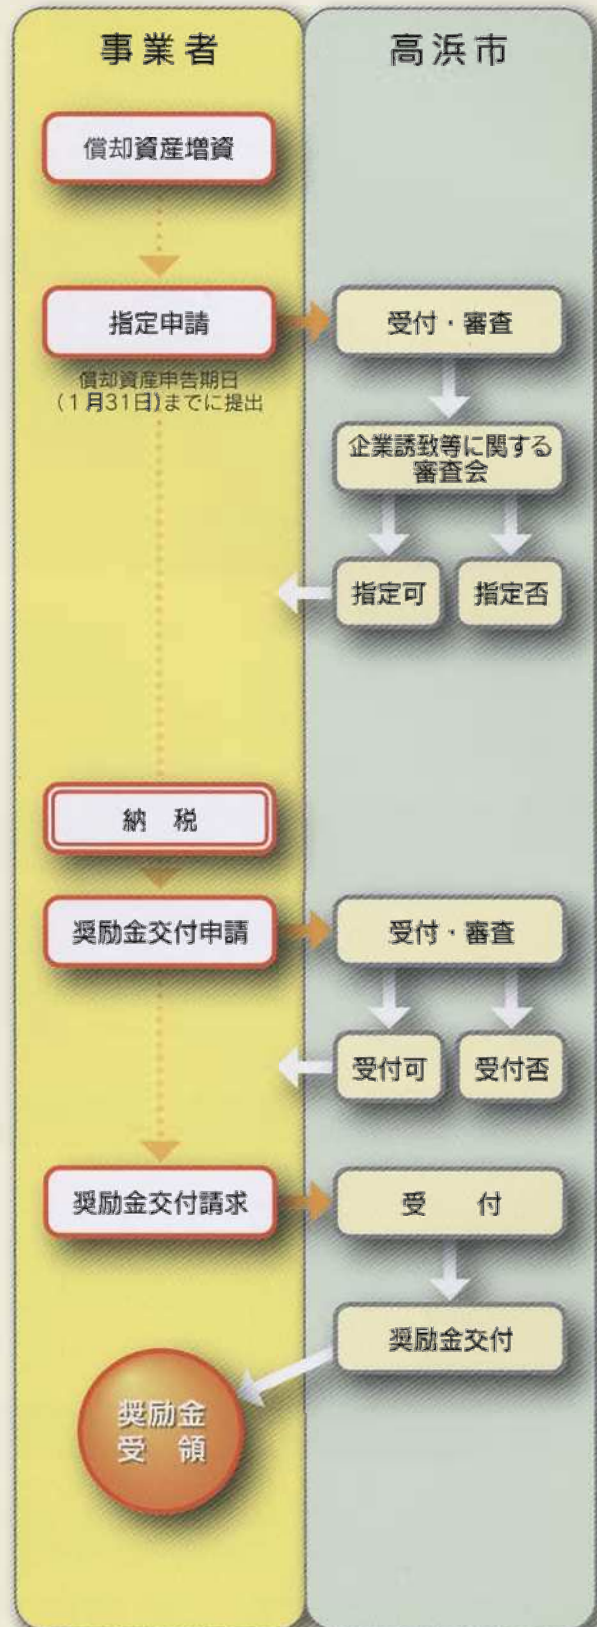 事業者
高浜市
償却資産増資
指定申請
受付・審査
償却資産申告期日
(1月31日)までに提出
企業誘致等に関する
審査会
指定可
指定否
納　税
奨励金交付申請
受付・審査
受付可
受付否
奨励金交付請求
受　付
奨励金交付
奨励金
受　領